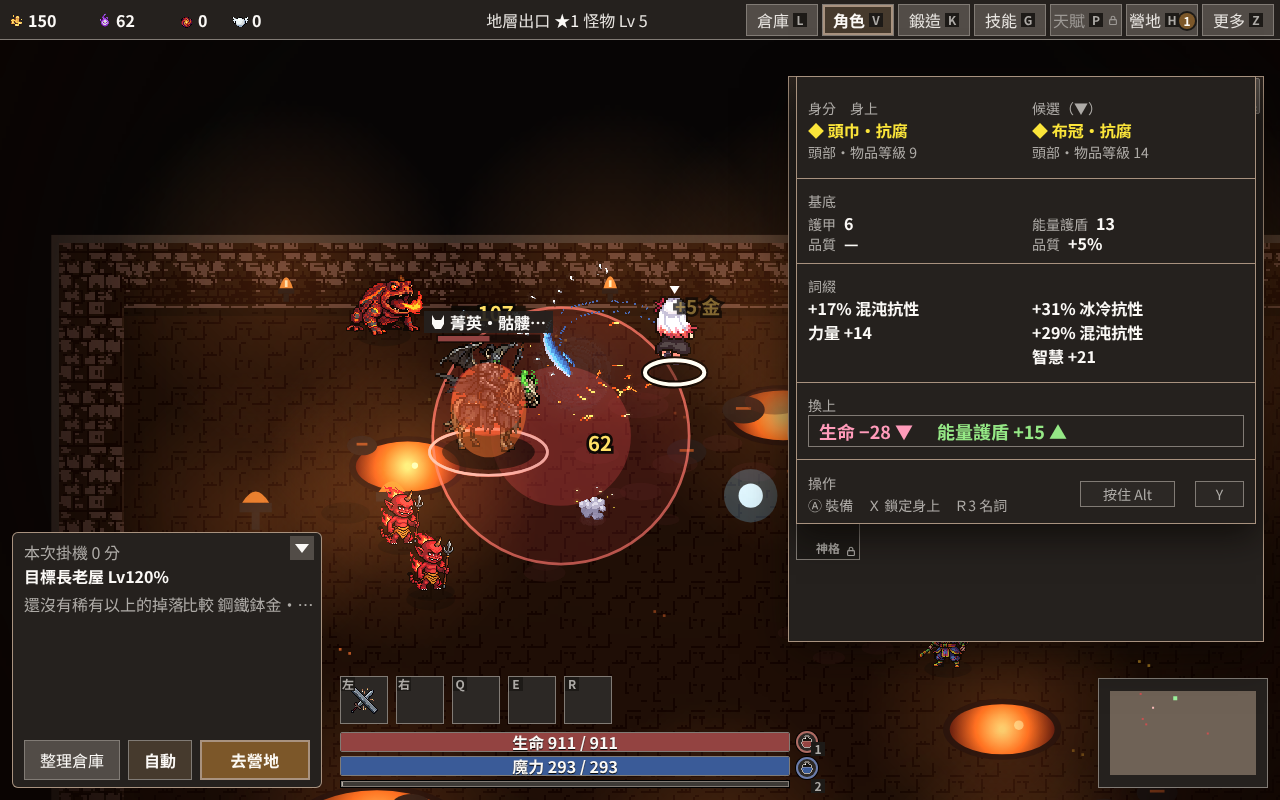 150 62 0 0 地層出口 ★1 怪物 Lv 5 倉庫 L 角色 V 鍛造 K 技能 G 天賦 P 營地 H 1 更多 Z
身分 身上 候選（▼）
◆ 頭巾・抗腐 ◆ 布冠・抗腐
頭部・物品等級 9 頭部・物品等級 14
基底
護甲 6 能量護盾 13
品質 — 品質 +5%
詞綴
+17% 混沌抗性 +31% 冰冷抗性
力量 +14 +29% 混沌抗性
智慧 +21
換上
生命 −28 ▼ 能量護盾 +15 ▲
操作
Ⓐ 裝備 X 鎖定身上 R3 名詞 按住 Alt Y
神格
+5 金
菁英・骷髏…
62
本次掛機 0 分
目標長老屋 Lv120%
還沒有稀有以上的掉落比較 鋼鐵鉢金・…
整理倉庫 自動 去營地
左 右 Q E R
生命 911 / 911 1
魔力 293 / 293 2